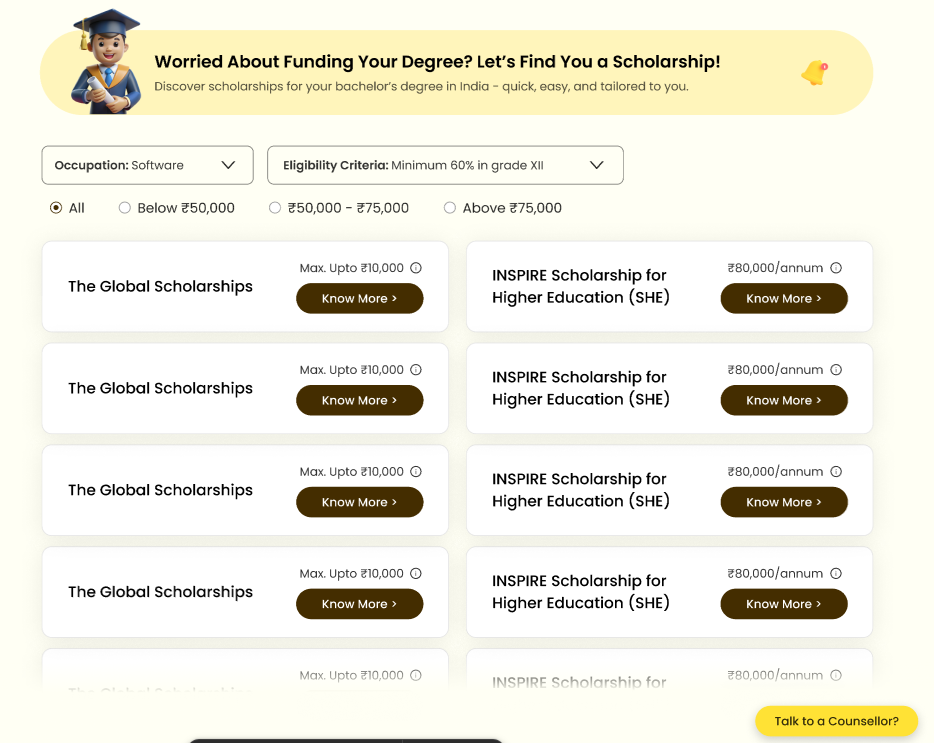 Worried About Funding Your Degree? Let's Find You a Scholarship!
Discover scholarships for your bachelor's degree in India - quick, easy, and tailored to you.
Occupation: Software
Eligibility Criteria: Minimum 60% in grade XII
All
Below ₹50,000
₹50,000 - ₹75,000
Above ₹75,000
The Global Scholarships
Max. Upto ₹10,000
Know More >
INSPIRE Scholarship for
Higher Education (SHE)
₹80,000/annum
Know More >
The Global Scholarships
Max. Upto ₹10,000
Know More >
INSPIRE Scholarship for
Higher Education (SHE)
₹80,000/annum
Know More >
The Global Scholarships
Max. Upto ₹10,000
Know More >
INSPIRE Scholarship for
Higher Education (SHE)
₹80,000/annum
Know More >
The Global Scholarships
Max. Upto ₹10,000
Know More >
INSPIRE Scholarship for
Higher Education (SHE)
₹80,000/annum
Know More >
Max. Upto ₹10,000
The Global Scholarships
INSPIRE Scholarship for
₹80,000/annum
Talk to a Counsellor?